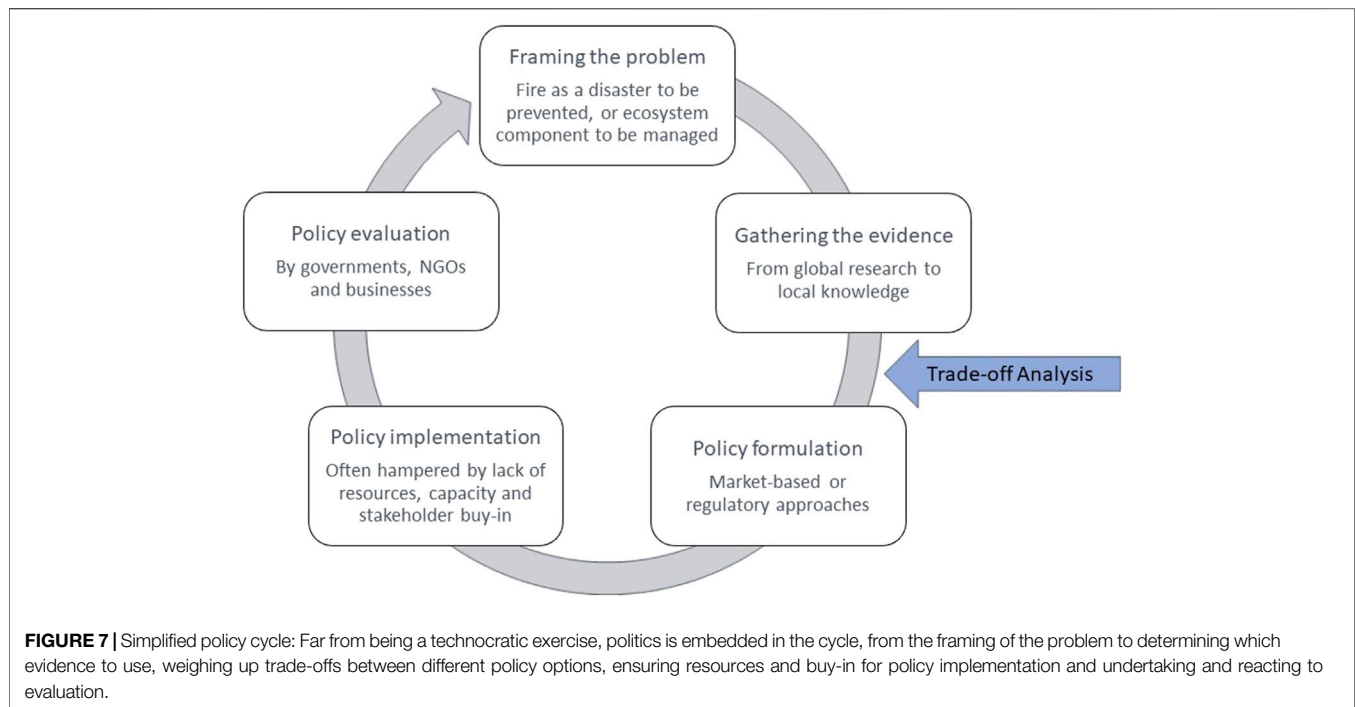 Framing the problem
Fire as a disaster to be
prevented, or ecosystem
component to be managed
Gathering the evidence
From global research to
local knowledge
Trade-off Analysis
Policy formulation
Market-based or
regulatory approaches
Policy implementation
Often hampered by lack of
resources, capacity and
stakeholder buy-in
Policy evaluation
By governments, NGOs
and businesses
FIGURE 7 | Simplified policy cycle: Far from being a technocratic exercise, politics is embedded in the cycle, from the framing of the problem to determining which
evidence to use, weighing up trade-offs between different policy options, ensuring resources and buy-in for policy implementation and undertaking and reacting to
evaluation.